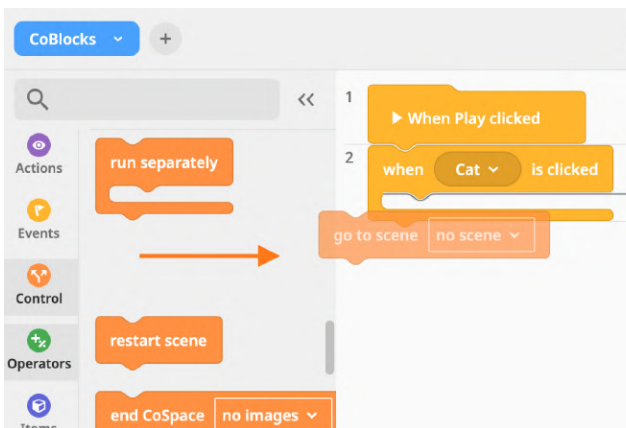 CoBlocks
+
1
When Play clicked
run separately
2
when Cat is clicked
Actions
go to scene no scene
Events
Control
restart scene
Operators
end CoSpace no images
Items